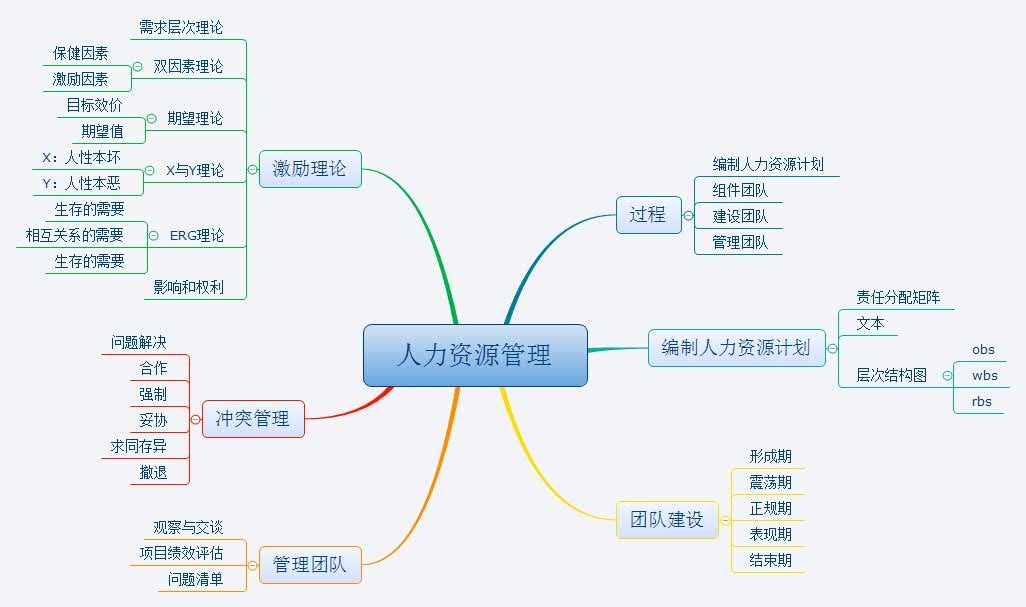 人力资源管理
过程
编制人力资源计划
组件团队
建设团队
管理团队
编制人力资源计划
责任分配矩阵
文本
层次结构图
obs
wbs
rbs
团队建设
形成期
震荡期
正规期
表现期
结束期
管理团队
观察与交谈
项目绩效评估
问题清单
冲突管理
问题解决
合作
强制
妥协
求同存异
撤退
激励理论
需求层次理论
双因素理论
保健因素
激励因素
期望理论
目标效价
期望值
X与Y理论
X：人性本坏
Y：人性本恶
ERG理论
生存的需要
相互关系的需要
生存的需要
影响和权利